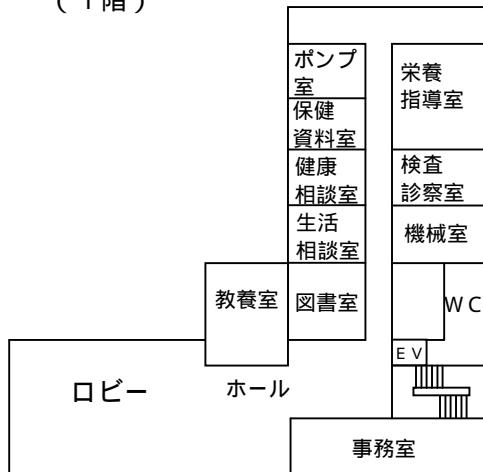 (1階)
ポンプ
室
栄養
指導室
保健
資料室
健康
相談室
検査
診察室
生活
相談室
機械室
教養室
図書室
WC
EV
ロビー
ホール
事務室